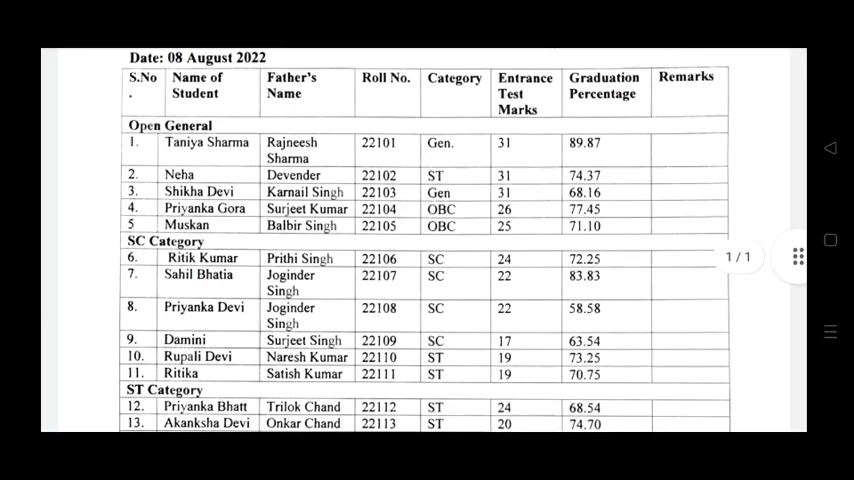 Date: 08 August 2022
S.No . Name of Student Father's Name Roll No. Category Entrance Test Marks Graduation Percentage Remarks
Open General
1. Taniya Sharma Rajneesh Sharma 22101 Gen. 31 89.87
2. Neha Devender 22102 ST 31 74.37
3. Shikha Devi Karnail Singh 22103 Gen 31 68.16
4. Priyanka Gora Surjeet Kumar 22104 OBC 26 77.45
5 Muskan Balbir Singh 22105 OBC 25 71.10
SC Category
6. Ritik Kumar Prithi Singh 22106 SC 24 72.25
7. Sahil Bhatia Joginder Singh 22107 SC 22 83.83
8. Priyanka Devi Joginder Singh 22108 SC 22 58.58
9. Damini Surjeet Singh 22109 SC 17 63.54
10. Rupali Devi Naresh Kumar 22110 ST 19 73.25
11. Ritika Satish Kumar 22111 ST 19 70.75
ST Category
12. Priyanka Bhatt Trilok Chand 22112 ST 24 68.54
13. Akanksha Devi Onkar Chand 22113 ST 20 74.70
1 / 1